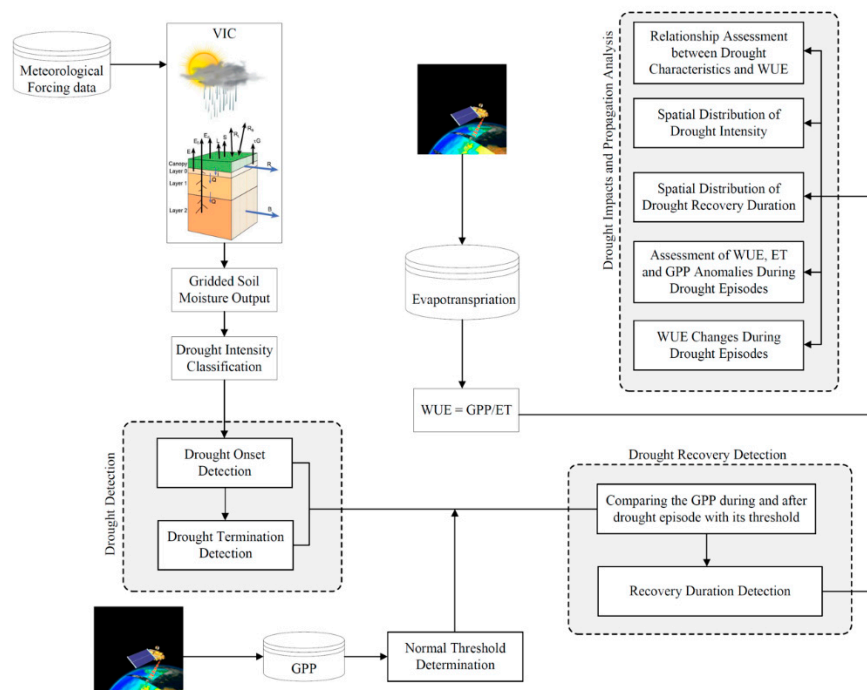 VIC
Meteorological
Forcing data
Canopy
Layer 0
Layer 1
Layer 2
Gridded Soil
Moisture Output
Drought Intensity
Classification
Drought Detection
Drought Onset
Detection
Drought Termination
Detection
GPP
Normal Threshold
Determination
Evapotranspriation
WUE = GPP/ET
Drought Impacts and Propagation Analysis
Relationship Assessment
between Drought
Characteristics and WUE
Spatial Distribution of
Drought Intensity
Spatial Distribution of
Drought Recovery Duration
Assessment of WUE, ET
and GPP Anomalies During
Drought Episodes
WUE Changes During
Drought Episodes
Drought Recovery Detection
Comparing the GPP during and after
drought episode with its threshold
Recovery Duration Detection